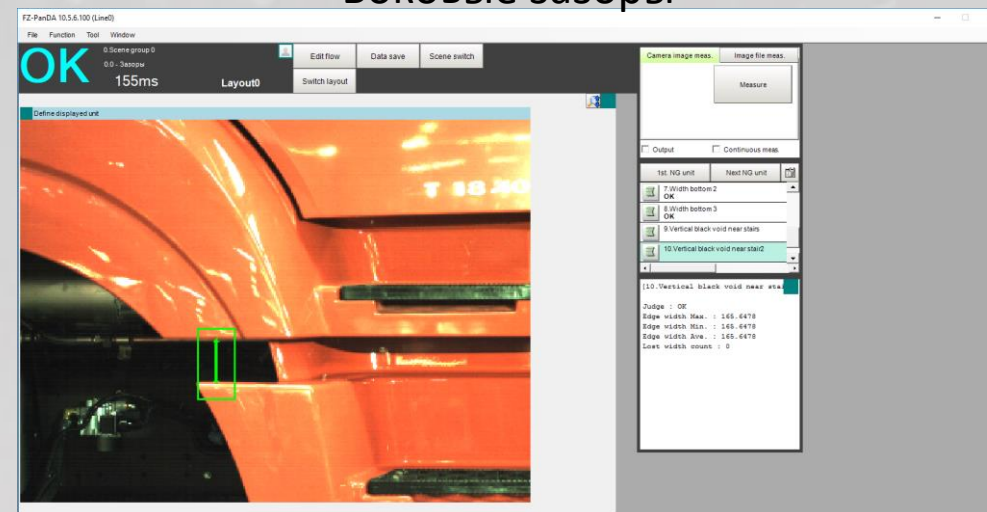 Боковые зазоры
FZ-PanDA 10.5.6.100 (Line0)
File Function Tool Window
OK
0.Scene group 0
0.0 - Зазоры
155ms
Layout0
Edit flow
Data save
Scene switch
Switch layout
Camera image meas.
Image file meas.
Measure
Output
Continuous meas.
Define displayed unit
1st. NG unit
Next NG unit
7.Width bottom 2
OK
8.Width bottom 3
OK
9.Vertical black void near stairs
10.Vertical black void near stair2
[10.Vertical black void near stai
Judge : OK
Edge width Max. : 165.6478
Edge width Min. : 165.6478
Edge width Ave. : 165.6478
Lost width count : 0